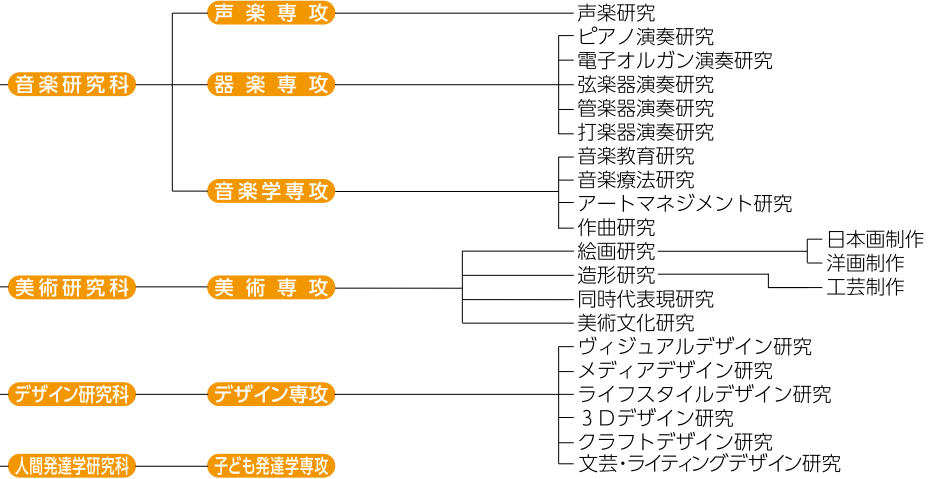 音楽研究科
声楽専攻
声楽研究
器楽専攻
ピアノ演奏研究
電子オルガン演奏研究
弦楽器演奏研究
管楽器演奏研究
打楽器演奏研究
音楽学専攻
音楽教育研究
音楽療法研究
アートマネジメント研究
作曲研究
美術研究科
美術専攻
絵画研究
日本画制作
洋画制作
造形研究
工芸制作
同時代表現研究
美術文化研究
デザイン研究科
デザイン専攻
ヴィジュアルデザイン研究
メディアデザイン研究
ライフスタイルデザイン研究
3Dデザイン研究
クラフトデザイン研究
文芸・ライティングデザイン研究
人間発達学研究科
子ども発達学専攻